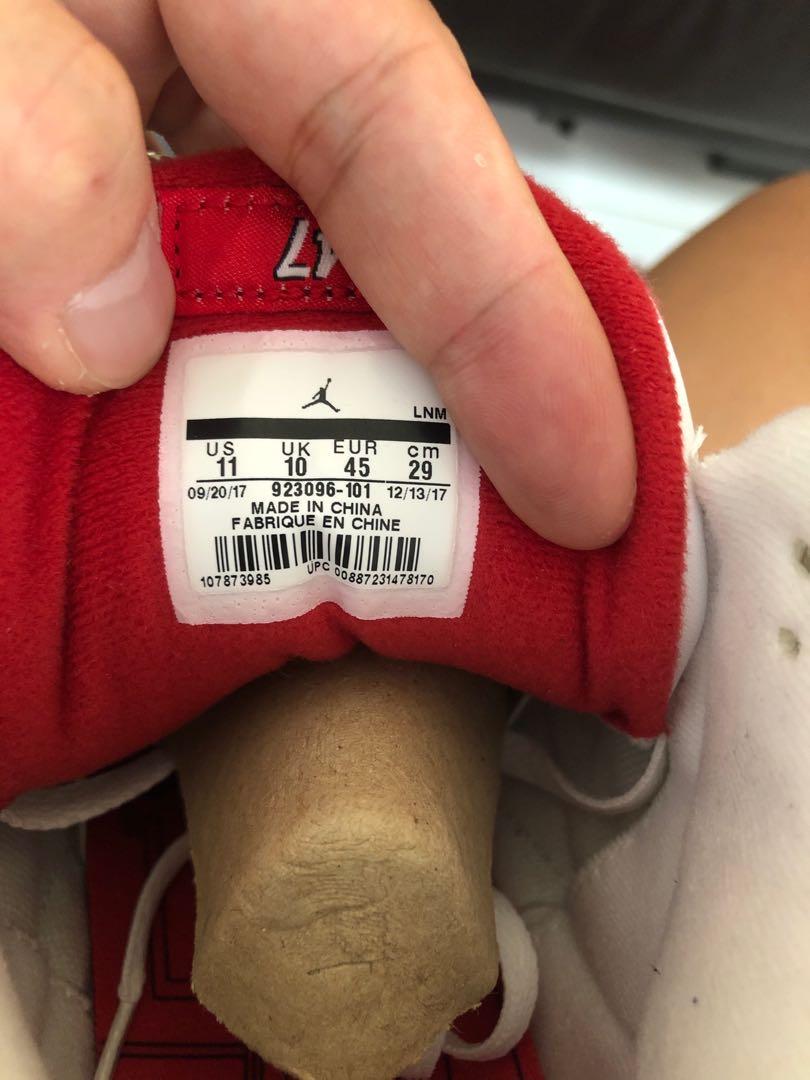 LNM
US UK EUR cm
11 10 45 29
09/20/17 923096-101 12/13/17
MADE IN CHINA
FABRIQUE EN CHINE
107873985 UPC 00887231478170